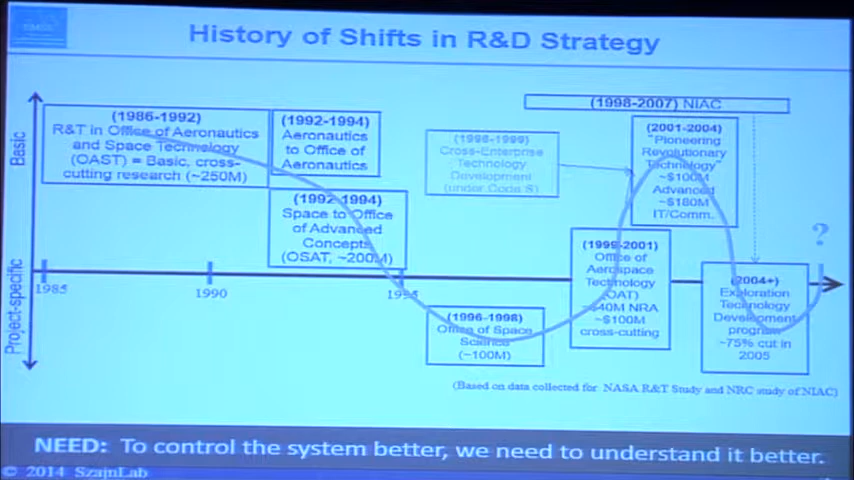 History of Shifts in R&D Strategy
Basic
Project-specific
(1986-1992)
R&T in Office of Aeronautics
and Space Technology
(OAST) = Basic, cross-
cutting research (~250M)
(1992-1994)
Aeronautics
to Office of
Aeronautics
(1992-1994)
Space to Office
of Advanced
Concepts
(OSAT, ~200M)
(1998-1999)
Cross-Enterprise
Technology
Development
(under Code S)
(1998-2007) NIAC
(2001-2004)
"Pioneering
Revolutionary
Technology"
~$100M
Advanced
~$180M
IT/Comm.
?
1985
1990
1995
(1996-1998)
Office of Space
Science
(~100M)
(1999-2001)
Office of
Aerospace
Technology
(OAT)
~$40M NRA
~$100M
cross-cutting
(2004+)
Exploration
Technology
Development
program
~75% cut in
2005
(Based on data collected for NASA R&T Study and NRC study of NIAC)
NEED: To control the system better, we need to understand it better.
© 2014 SzajnLab